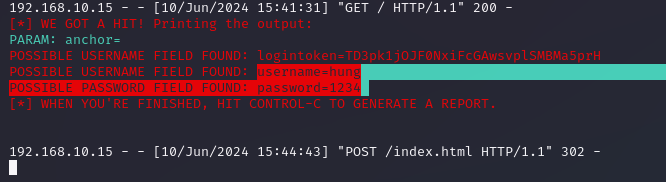 192.168.10.15 - - [10/Jun/2024 15:41:31] "GET / HTTP/1.1" 200 -
[*] WE GOT A HIT! Printing the output:
PARAM: anchor=
POSSIBLE USERNAME FIELD FOUND: logintoken=TD3pk1jOJF0NxiFcGAwsvplSMBMa5prH
POSSIBLE USERNAME FIELD FOUND: username=hung
POSSIBLE PASSWORD FIELD FOUND: password=1234
[*] WHEN YOU'RE FINISHED, HIT CONTROL-C TO GENERATE A REPORT.
192.168.10.15 - - [10/Jun/2024 15:44:43] "POST /index.html HTTP/1.1" 302 -